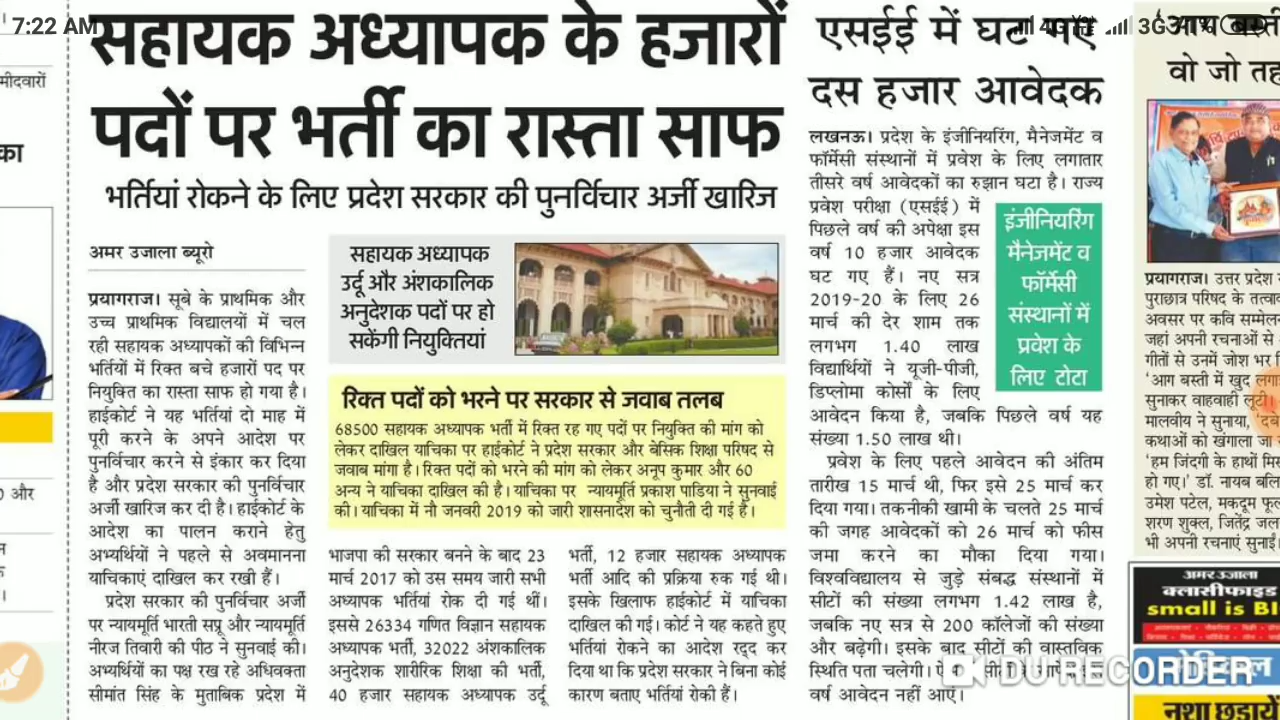 7:22 AM
4G
3G
मीदवारों
का
0 और
सहायक अध्यापक के हजारों
पदों पर भर्ती का रास्ता साफ
भर्तियां रोकने के लिए प्रदेश सरकार की पुनर्विचार अर्जी खारिज
अमर उजाला ब्यूरो
प्रयागराज। सूबे के प्राथमिक और
उच्च प्राथमिक विद्यालयों में चल
रही सहायक अध्यापकों की विभिन्न
भर्तियों में रिक्त बचे हजारों पद पर
नियुक्ति का रास्ता साफ हो गया है।
हाईकोर्ट ने यह भर्तियां दो माह में
पूरी करने के अपने आदेश पर
पुनर्विचार करने से इंकार कर दिया
है और प्रदेश सरकार की पुनर्विचार
अर्जी खारिज कर दी है। हाईकोर्ट के
आदेश का पालन कराने हेतु
अभ्यर्थियों ने पहले से अवमानना
याचिकाएं दाखिल कर रखी हैं।
प्रदेश सरकार की पुनर्विचार अर्जी
पर न्यायमूर्ति भारती सप्रू और न्यायमूर्ति
नीरज तिवारी की पीठ ने सुनवाई की।
अभ्यर्थियों का पक्ष रख रहे अधिवक्ता
सीमांत सिंह के मुताबिक प्रदेश में
सहायक अध्यापक
उर्दू और अंशकालिक
अनुदेशक पदों पर हो
सकेंगी नियुक्तियां
रिक्त पदों को भरने पर सरकार से जवाब तलब
68500 सहायक अध्यापक भर्ती में रिक्त रह गए पदों पर नियुक्ति की मांग को
लेकर दाखिल याचिका पर हाईकोर्ट ने प्रदेश सरकार और बेसिक शिक्षा परिषद से
जवाब मांगा है। रिक्त पदों को भरने की मांग को लेकर अनूप कुमार और 60
अन्य ने याचिका दाखिल की है। याचिका पर न्यायमूर्ति प्रकाश पाडिया ने सुनवाई
की। याचिका में नौ जनवरी 2019 को जारी शासनादेश को चुनौती दी गई है।
भाजपा की सरकार बनने के बाद 23
मार्च 2017 को उस समय जारी सभी
अध्यापक भर्तियां रोक दी गई थीं।
इससे 26334 गणित विज्ञान सहायक
अध्यापक भर्ती, 32022 अंशकालिक
अनुदेशक शारीरिक शिक्षा की भर्ती,
40 हजार सहायक अध्यापक उर्दू
भर्ती, 12 हजार सहायक अध्यापक
भर्ती आदि की प्रक्रिया रुक गई थी।
इसके खिलाफ हाईकोर्ट में याचिका
दाखिल की गई। कोर्ट ने यह कहते हुए
भर्तियां रोकने का आदेश रद्द कर
दिया था कि प्रदेश सरकार ने बिना कोई
कारण बताए भर्तियां रोकी हैं।
एसईई में घट गए
दस हजार आवेदक
लखनऊ। प्रदेश के इंजीनियरिंग, मैनेजमेंट व
फॉर्मेसी संस्थानों में प्रवेश के लिए लगातार
तीसरे वर्ष आवेदकों का रुझान घटा है। राज्य
प्रवेश परीक्षा (एसईई) में
पिछले वर्ष की अपेक्षा इस
वर्ष 10 हजार आवेदक
घट गए हैं। नए सत्र
2019-20 के लिए 26
मार्च की देर शाम तक
लगभग 1.40 लाख
विद्यार्थियों ने यूजी-पीजी,
डिप्लोमा कोर्सों के लिए
आवेदन किया है, जबकि पिछले वर्ष यह
संख्या 1.50 लाख थी।
प्रवेश के लिए पहले आवेदन की अंतिम
तारीख 15 मार्च थी, फिर इसे 25 मार्च कर
दिया गया। तकनीकी खामी के चलते 25 मार्च
की जगह आवेदकों को 26 मार्च को फीस
जमा करने का मौका दिया गया।
विश्वविद्यालय से जुड़े संबद्ध संस्थानों में
सीटों की संख्या लगभग 1.42 लाख है,
जबकि नए सत्र से 200 कॉलेजों की संख्या
और बढ़ेगी। इसके बाद सीटों की वास्तविक
स्थिति पता चलेगी।
वर्ष आवेदन नहीं आए।
इंजीनियरिंग
मैनेजमेंट व
फॉर्मेसी
संस्थानों में
प्रवेश के
लिए टोटा
DU RECORDER
वो जो तह
प्रयागराज। उत्तर प्रदेश
पुराछात्र परिषद के तत्वा
अवसर पर कवि सम्मेल
जहां अपनी रचनाओं से
गीतों से उनमें जोश भर
'आग बस्ती में खुद लगा
सुनाकर वाहवाही लूटी।
मालवीय ने सुनाया,
कथाओं को खंगाला जा
'हम जिंदगी के हाथों मिस
हो गए।' डॉ. नायब बलि
उमेश पटेल, मकदूम फूल
शरण शुक्ल, जितेंद्र जल
भी अपनी रचनाएं सुनाईं।
अमर उजाला
क्लासीफाइड
small is BI
नशा छुड़ायें